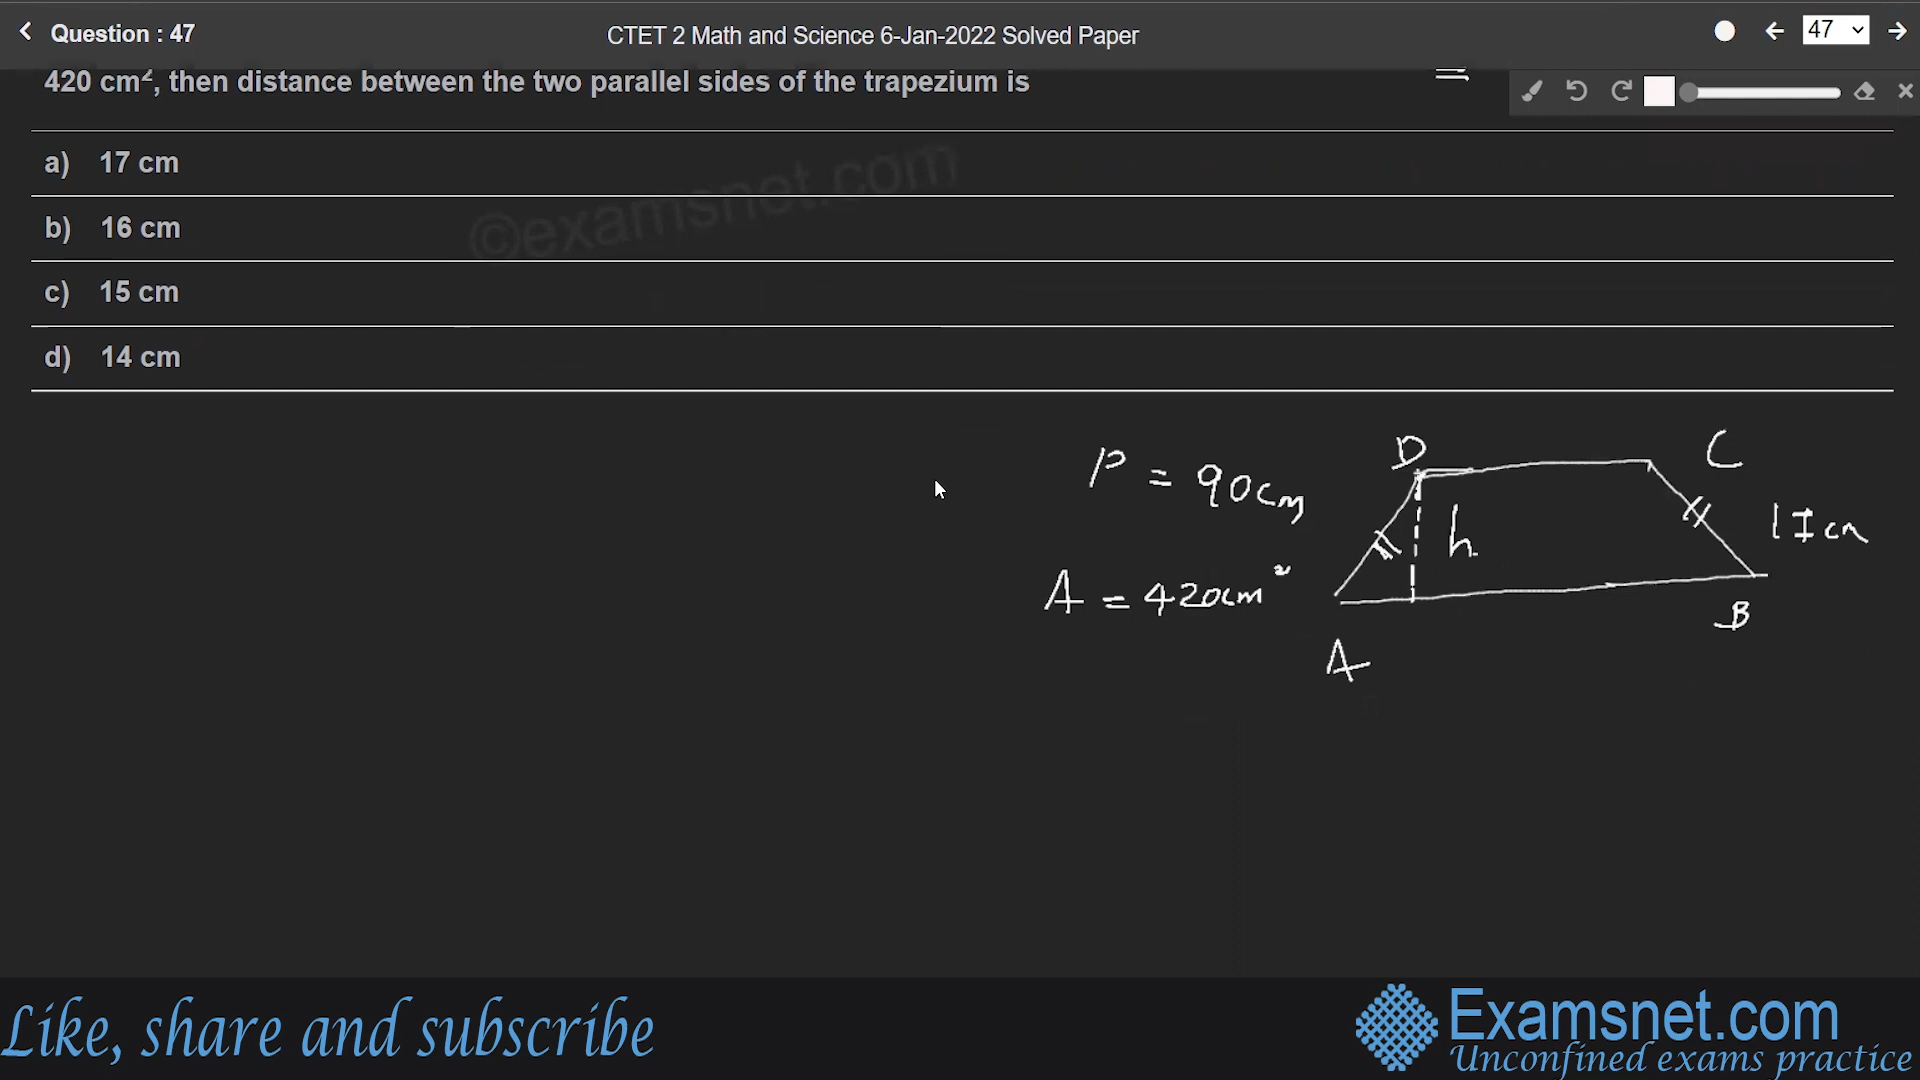 Question : 47
CTET 2 Math and Science 6-Jan-2022 Solved Paper
47
420 cm², then distance between the two parallel sides of the trapezium is
a) 17 cm
©examsnet.com
b) 16 cm
c) 15 cm
d) 14 cm
D
C
P = 90cm
h
17cm
A = 420cm²
B
A
Like, share and subscribe
Examsnet.com
Unconfined exams practice